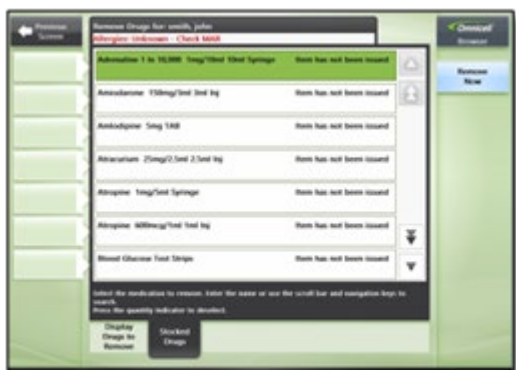 Previous
Screen
Remove Drugs for: smith, john
Allergies: Unknown - Check MAR
Omnicell
Browser
Remove
Now
Adrenaline 1 in 10,000 1mg/10ml 10ml Syringe Item has not been issued
Amiodarone 150mg/3ml 3ml Inj Item has not been issued
Amlodipine 5mg TAB Item has not been issued
Atracurium 25mg/2.5ml 2.5ml Inj Item has not been issued
Atropine 1mg/5ml Syringe Item has not been issued
Atropine 600mcg/1ml 1ml Inj Item has not been issued
Blood Glucose Test Strips Item has not been issued
Select the medication to remove. Enter the name or use the scroll bar and navigation keys to
search.
Press the quantity indicator to deselect.
Display
Drugs to
Remove
Stocked
Drugs